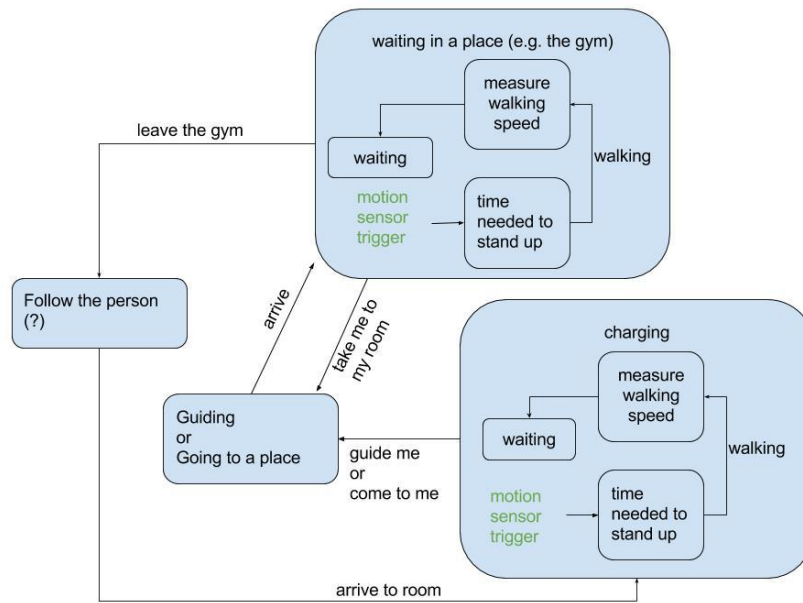 waiting in a place (e.g. the gym)
measure
walking
speed
leave the gym
waiting
walking
motion
sensor
trigger
time
needed to
stand up
Follow the person
(?)
arrive
take me to
my room
charging
measure
walking
speed
Guiding
or
Going to a place
guide me
or
come to me
waiting
walking
motion
sensor
trigger
time
needed to
stand up
arrive to room